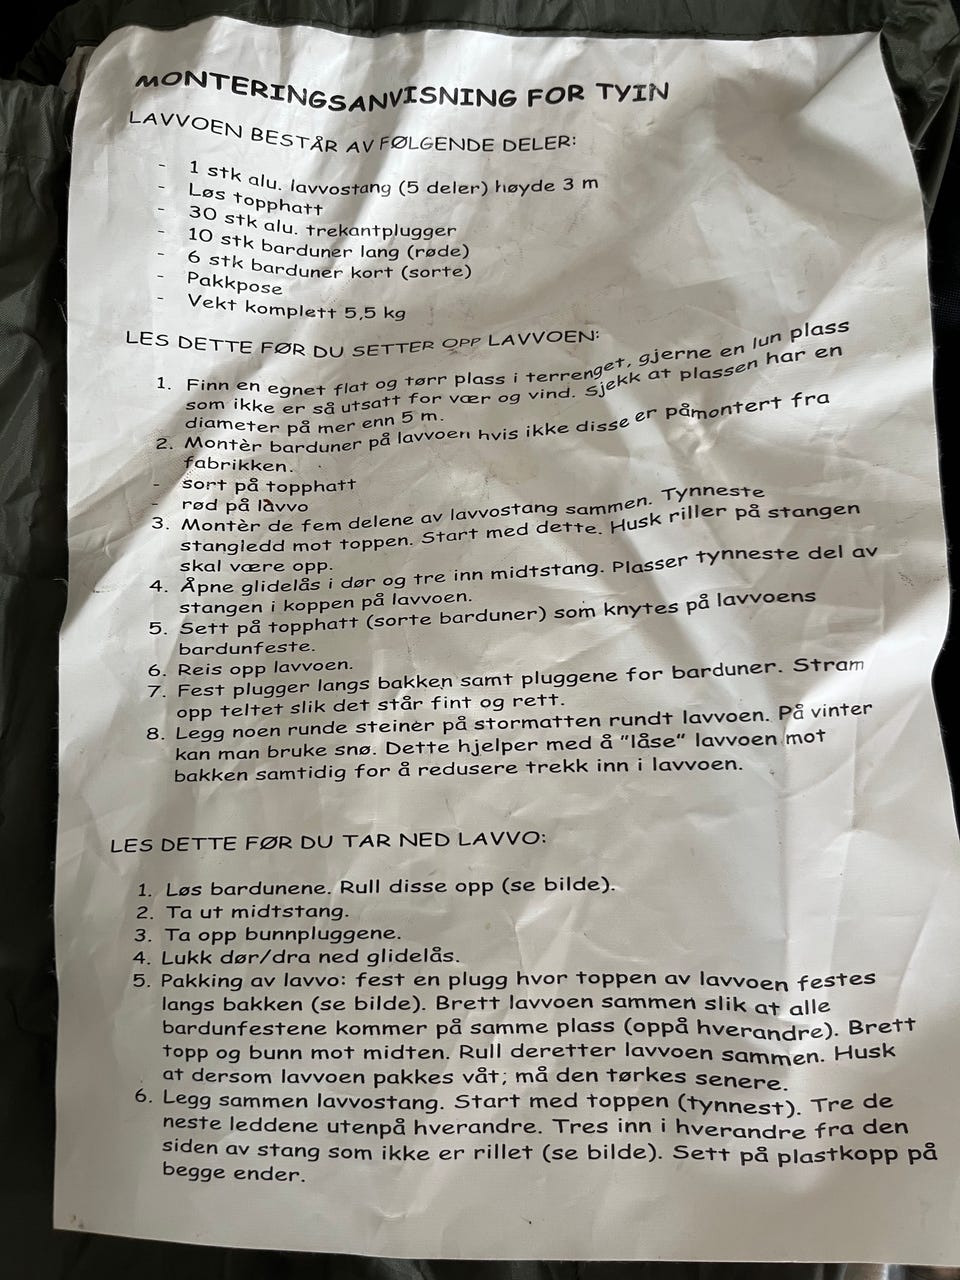 MONTERINGSANVISNING FOR TYIN
LAVVOEN BESTÅR AV FØLGENDE DELER:
- 1 stk alu. lavvostang (5 deler) høyde 3 m
- Løs topphatt
- 30 stk alu. trekantplugger
- 10 stk barduner lang (røde)
- 6 stk barduner kort (sorte)
- Pakkpose
- Vekt komplett 5,5 kg
LES DETTE FØR DU SETTER OPP LAVVOEN:
1. Finn en egnet flat og tørr plass i terrenget, gjerne en lun plass
som ikke er så utsatt for vær og vind. Sjekk at plassen har en
diameter på mer enn 5 m.
2. Montèr barduner på lavvoen hvis ikke disse er påmontert fra
fabrikken.
- sort på topphatt
- rød på lavvo
3. Montèr de fem delene av lavvostang sammen. Tynneste
stangledd mot toppen. Start med dette. Husk riller på stangen
skal være opp.
4. Åpne glidelås i dør og tre inn midtstang. Plasser tynneste del av
stangen i koppen på lavvoen.
5. Sett på topphatt (sorte barduner) som knytes på lavvoens
bardunfeste.
6. Reis opp lavvoen.
7. Fest plugger langs bakken samt pluggene for barduner. Stram
opp teltet slik det står fint og rett.
8. Legg noen runde steiner på stormatten rundt lavvoen. På vinter
kan man bruke snø. Dette hjelper med å "låse" lavvoen mot
bakken samtidig for å redusere trekk inn i lavvoen.
LES DETTE FØR DU TAR NED LAVVO:
1. Løs bardunene. Rull disse opp (se bilde).
2. Ta ut midtstang.
3. Ta opp bunnpluggene.
4. Lukk dør/dra ned glidelås.
5. Pakking av lavvo: fest en plugg hvor toppen av lavvoen festes
langs bakken (se bilde). Brett lavvoen sammen slik at alle
bardunfestene kommer på samme plass (oppå hverandre). Brett
topp og bunn mot midten. Rull deretter lavvoen sammen. Husk
at dersom lavvoen pakkes våt; må den tørkes senere.
6. Legg sammen lavvostang. Start med toppen (tynnest). Tre de
neste leddene utenpå hverandre. Tres inn i hverandre fra den
siden av stang som ikke er rillet (se bilde). Sett på plastkopp på
begge ender.